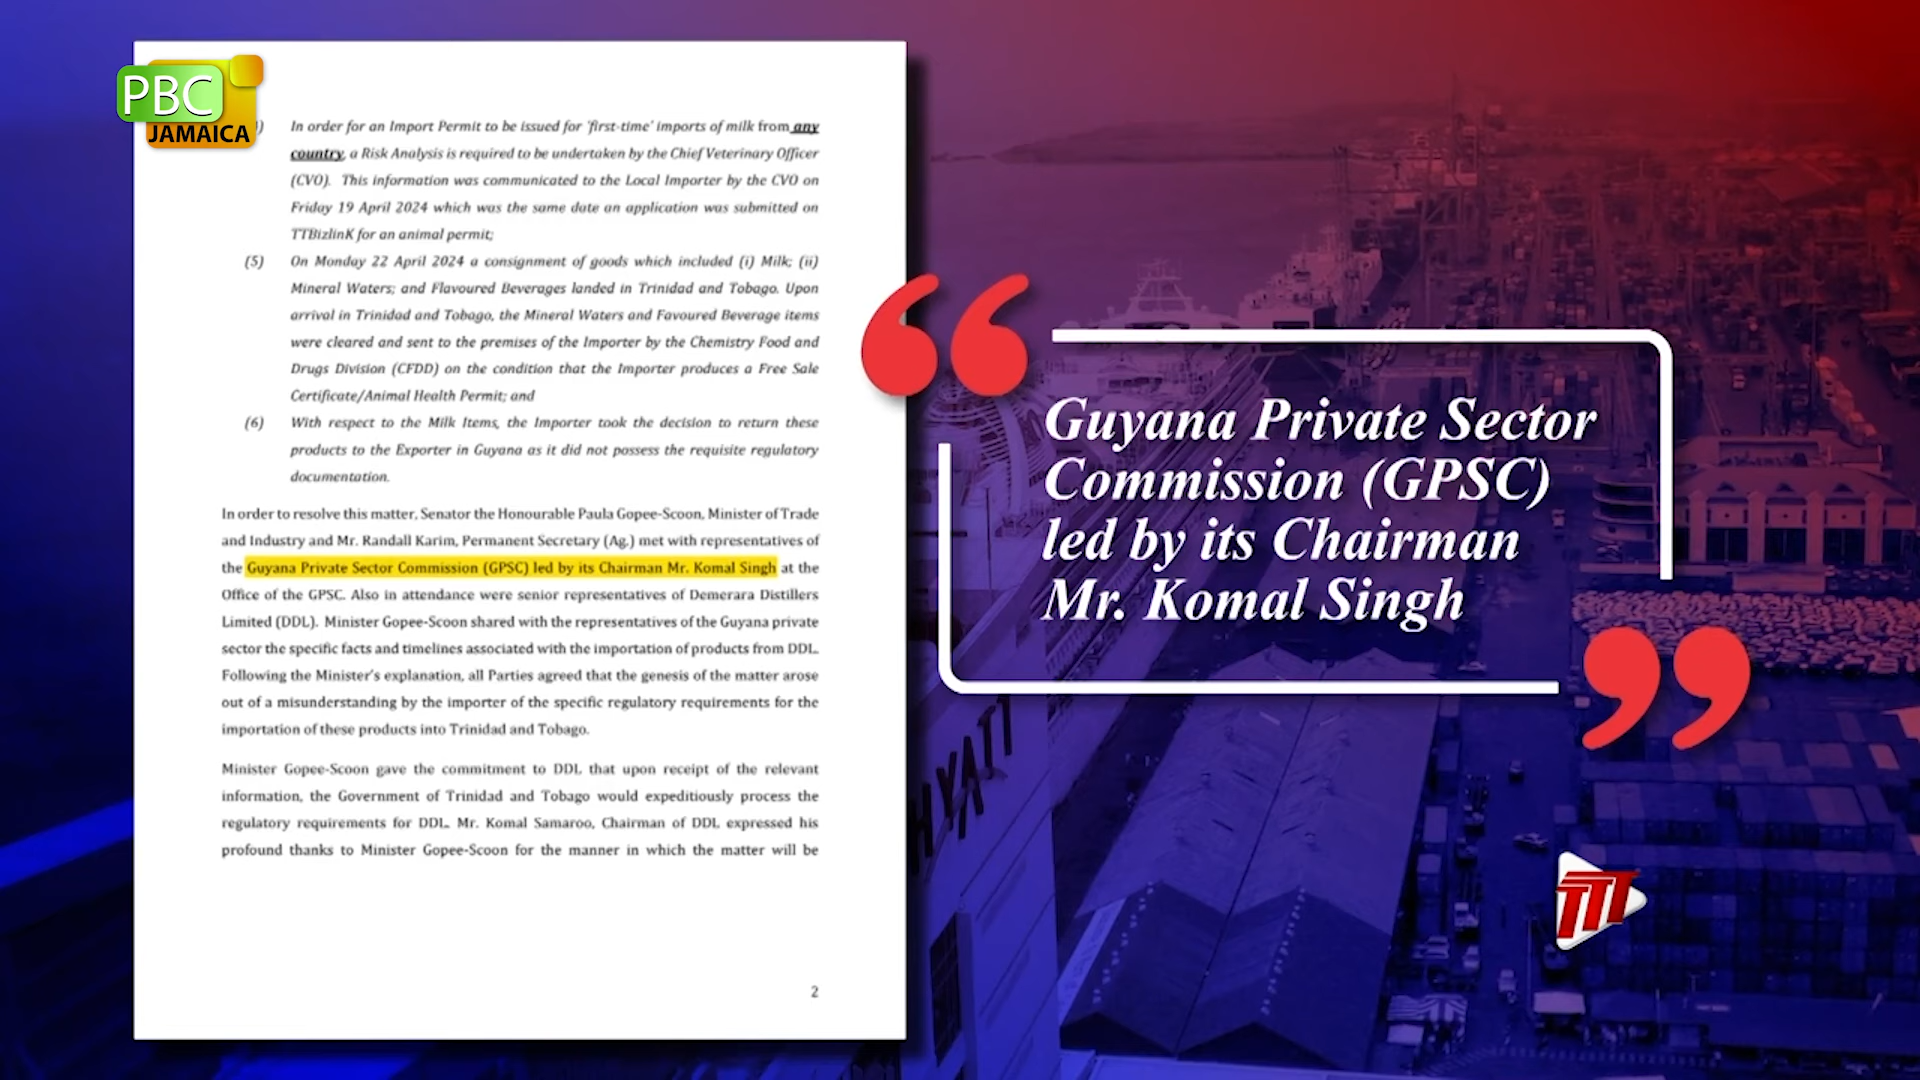 PBC
JAMAICA
In order for an Import Permit to be issued for 'first-time' imports of milk from any
country, a Risk Analysis is required to be undertaken by the Chief Veterinary Officer
(CVO). This information was communicated to the Local Importer by the CVO on
Friday 19 April 2024 which was the same date an application was submitted on
TTBizlinK for an animal permit;
(5) On Monday 22 April 2024 a consignment of goods which included (i) Milk; (ii)
Mineral Waters; and Flavoured Beverages landed in Trinidad and Tobago. Upon
arrival in Trinidad and Tobago, the Mineral Waters and Favoured Beverage items
were cleared and sent to the premises of the Importer by the Chemistry Food and
Drugs Division (CFDD) on the condition that the Importer produces a Free Sale
Certificate/Animal Health Permit; and
(6) With respect to the Milk Items, the Importer took the decision to return these
products to the Exporter in Guyana as it did not possess the requisite regulatory
documentation.
In order to resolve this matter, Senator the Honourable Paula Gopee-Scoon, Minister of Trade
and Industry and Mr. Randall Karim, Permanent Secretary (Ag.) met with representatives of
the Guyana Private Sector Commission (GPSC) led by its Chairman Mr. Komal Singh at the
Office of the GPSC. Also in attendance were senior representatives of Demerara Distillers
Limited (DDL). Minister Gopee-Scoon shared with the representatives of the Guyana private
sector the specific facts and timelines associated with the importation of products from DDL.
Following the Minister's explanation, all Parties agreed that the genesis of the matter arose
out of a misunderstanding by the importer of the specific regulatory requirements for the
importation of these products into Trinidad and Tobago.
Minister Gopee-Scoon gave the commitment to DDL that upon receipt of the relevant
information, the Government of Trinidad and Tobago would expeditiously process the
regulatory requirements for DDL. Mr. Komal Samaroo, Chairman of DDL expressed his
profound thanks to Minister Gopee-Scoon for the manner in which the matter will be
2
“
Guyana Private Sector
Commission (GPSC)
led by its Chairman
Mr. Komal Singh
”
HYATT
TTT